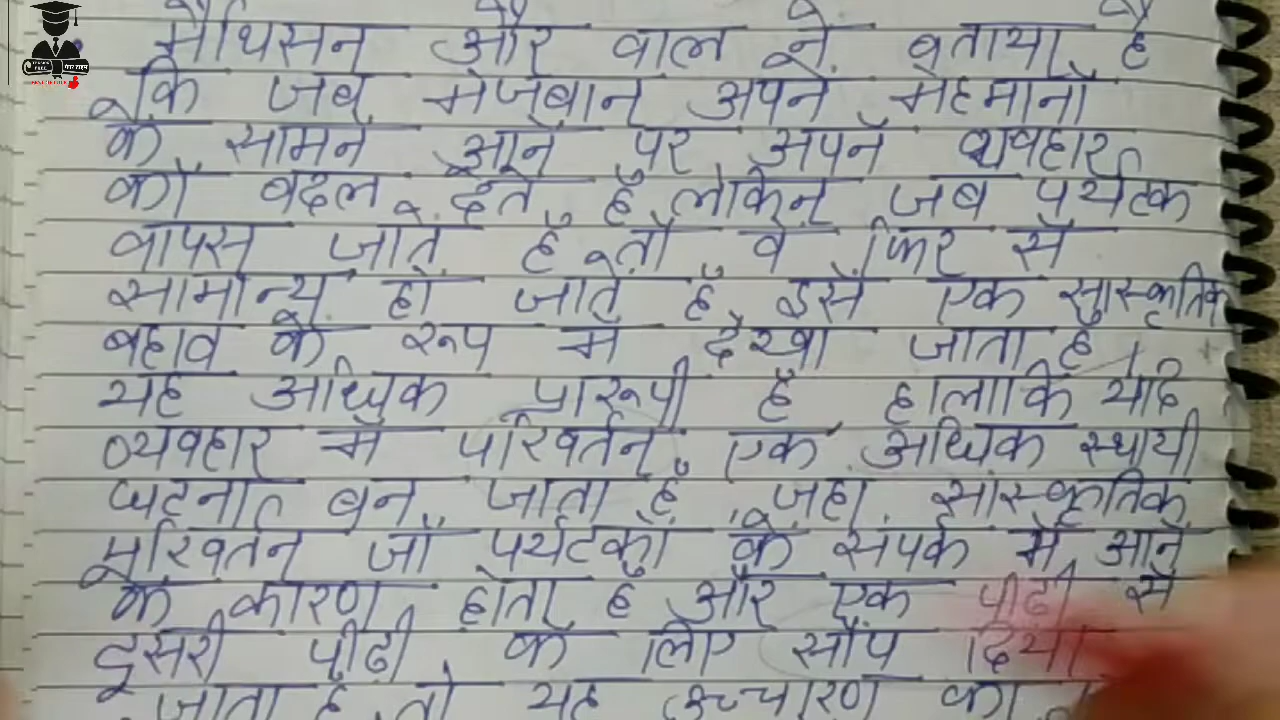 मैथिसन और वाल ने बताया है
कि जब मेजबान अपने मेहमानों
के सामने आने पर अपने व्यवहार
को बदल देते है लेकिन जब पर्यटक
वापस जाते है तो वे फिर से
सामान्य हो जाते है इसे एक सांस्कृतिक
बहाव के रूप में देखा जाता है।
यह अधिक प्रारूपी है हालांकि यदि
व्यवहार में परिवर्तन एक अधिक स्थायी
घटना बन जाता है, जहां सांस्कृतिक
परिवर्तन जो पर्यटकों के संपर्क में आने
के कारण होता है और एक पीढी से
दूसरी पीढी के लिए सौंप दिया
जाता है तो यह उच्चारण का